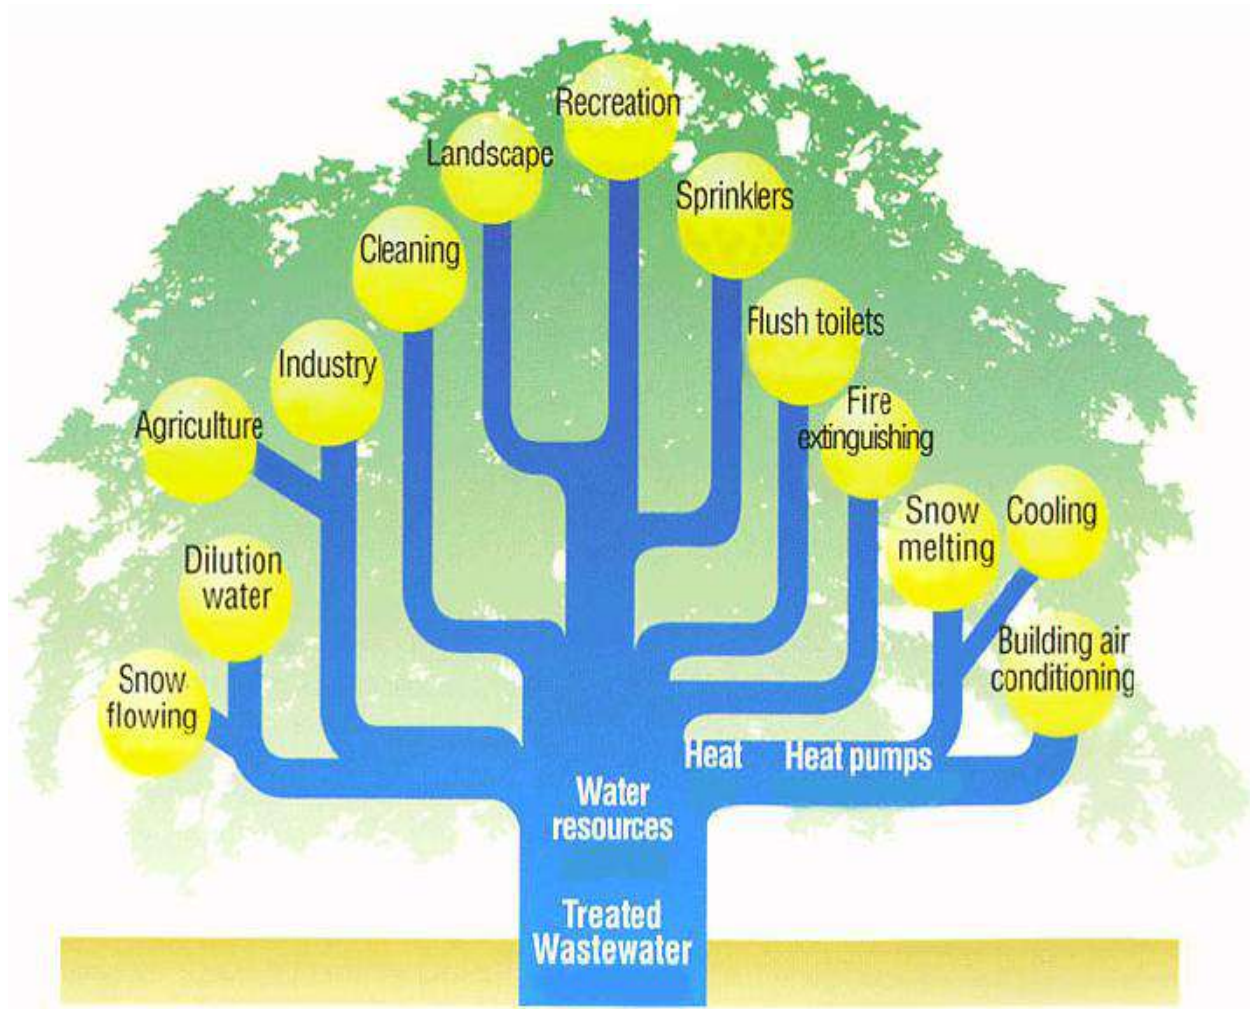 Recreation
Landscape
Sprinklers
Cleaning
Flush toilets
Industry
Fire
extinguishing
Agriculture
Snow
melting
Cooling
Dilution
water
Building air
conditioning
Snow
flowing
Heat
Heat pumps
Water
resources
Treated
Wastewater